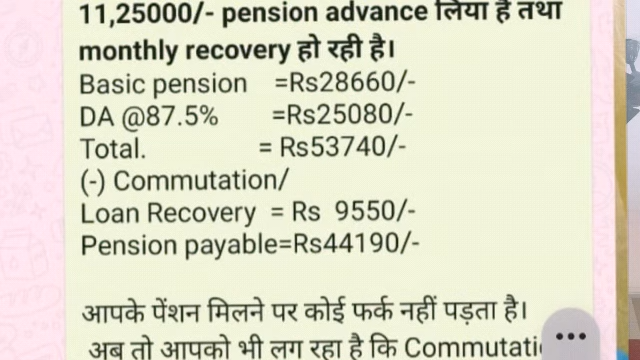 11,25000/- pension advance लिया है तथा
monthly recovery हो रही है।
Basic pension =Rs28660/-
DA @87.5% =Rs25080/-
Total. = Rs53740/-
(-) Commutation/
Loan Recovery = Rs 9550/-
Pension payable=Rs44190/-
आपके पेंशन मिलने पर कोई फर्क नहीं पड़ता है।
अब तो आपको भी लग रहा है कि